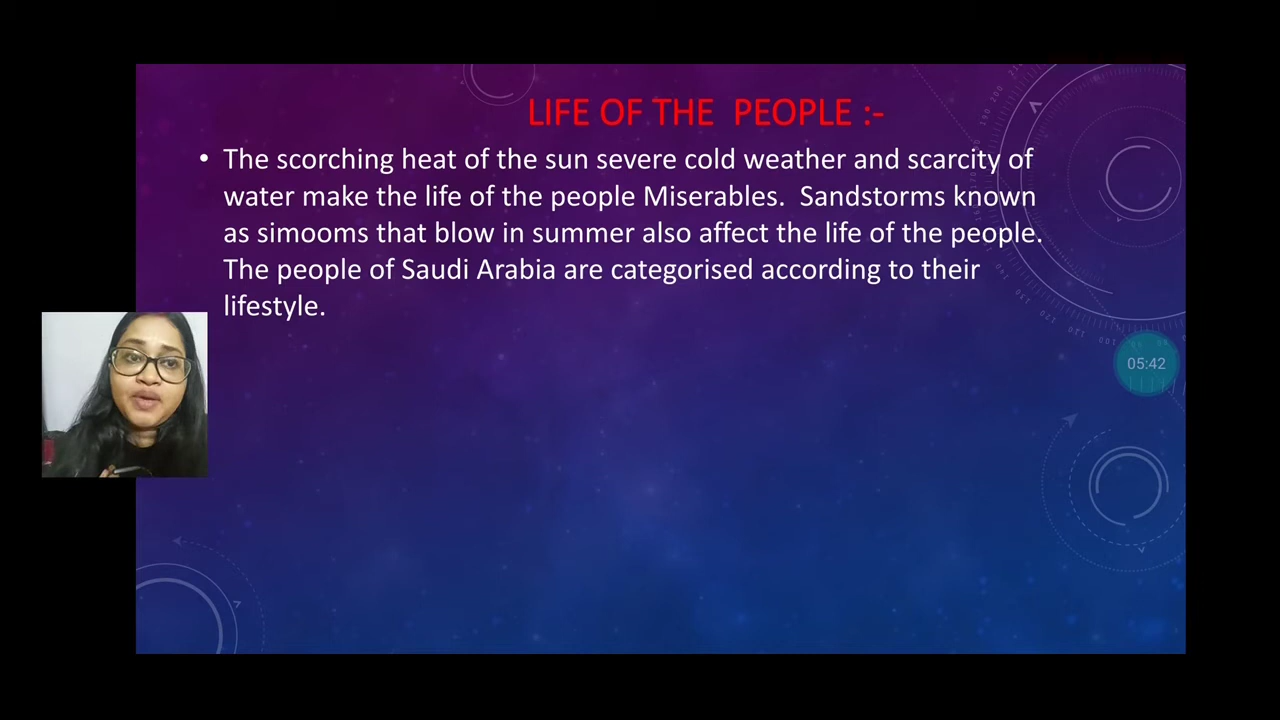 LIFE OF THE PEOPLE :-
• The scorching heat of the sun severe cold weather and scarcity of
water make the life of the people Miserables. Sandstorms known
as simooms that blow in summer also affect the life of the people.
The people of Saudi Arabia are categorised according to their
lifestyle.
05:42